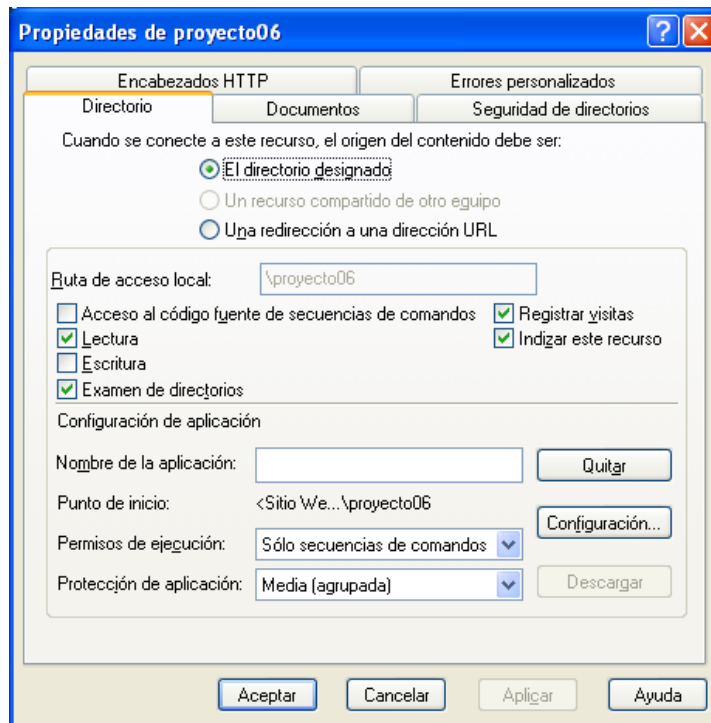 Propiedades de proyecto06
Encabezados HTTP Errores personalizados
Directorio Documentos Seguridad de directorios
Cuando se conecte a este recurso, el origen del contenido debe ser:
El directorio designado
Un recurso compartido de otro equipo
Una redirección a una dirección URL
Ruta de acceso local: \proyecto06
Acceso al código fuente de secuencias de comandos Registrar visitas
Lectura Indizar este recurso
Escritura
Examen de directorios
Configuración de aplicación
Nombre de la aplicación: Quitar
Punto de inicio: <Sitio We...\proyecto06
Configuración...
Permisos de ejecución: Sólo secuencias de comandos
Protección de aplicación: Media (agrupada) Descargar
Aceptar Cancelar Aplicar Ayuda